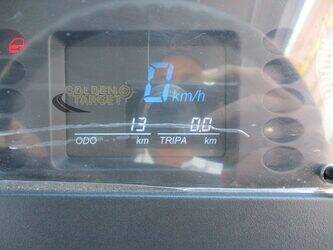 GOLDEN
TARGET
0 km/h
13 0.0
ODO km TRIPA km